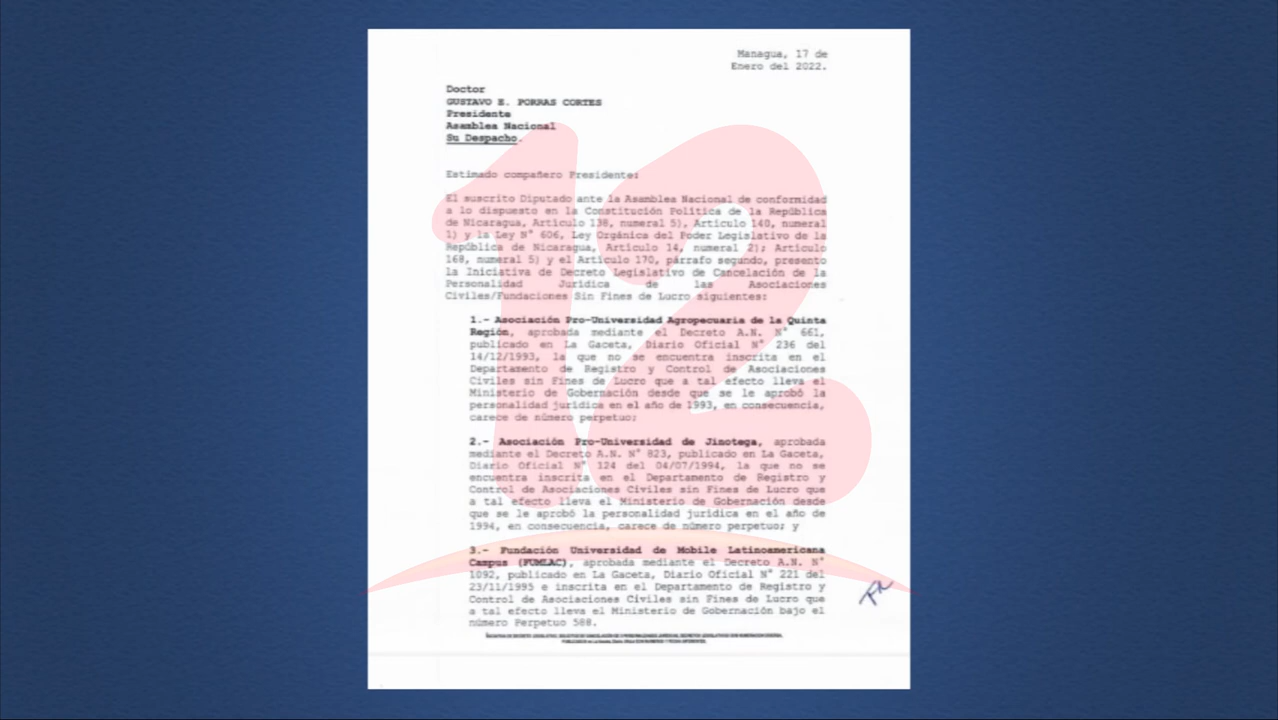 Managua, 17 de
Enero del 2022.
Doctor
GUSTAVO E. PORRAS CORTES
Presidente
Asamblea Nacional
Su Despacho.
Estimado compañero Presidente:
El suscrito Diputado ante la Asamblea Nacional de conformidad
a lo dispuesto en la Constitución Política de la República
de Nicaragua, Artículo 138, numeral 5), Artículo 140, numeral
1) y la Ley N° 606, Ley Orgánica del Poder Legislativo de la
República de Nicaragua, Artículo 14, numeral 2); Artículo
168, numeral 5) y el Artículo 170, párrafo segundo, presento
la Iniciativa de Decreto Legislativo de Cancelación de la
Personalidad Jurídica de las Asociaciones
Civiles/Fundaciones Sin Fines de Lucro siguientes:
1.- Asociación Pro-Universidad Agropecuaria de la Quinta
Región, aprobada mediante el Decreto A.N. N° 661,
publicado en La Gaceta, Diario Oficial N° 236 del
14/12/1993, la que no se encuentra inscrita en el
Departamento de Registro y Control de Asociaciones
Civiles sin Fines de Lucro que a tal efecto lleva el
Ministerio de Gobernación desde que se le aprobó la
personalidad jurídica en el año de 1993, en consecuencia,
carece de número perpetuo;
2.- Asociación Pro-Universidad de Jinotega, aprobada
mediante el Decreto A.N. N° 823, publicado en La Gaceta,
Diario Oficial N° 124 del 04/07/1994, la que no se
encuentra inscrita en el Departamento de Registro y
Control de Asociaciones Civiles sin Fines de Lucro que
a tal efecto lleva el Ministerio de Gobernación desde
que se le aprobó la personalidad jurídica en el año de
1994, en consecuencia, carece de número perpetuo; y
3.- Fundación Universidad de Mobile Latinoamericana
Campus (FUMLAC), aprobada mediante el Decreto A.N. N°
1092, publicado en La Gaceta, Diario Oficial N° 221 del
23/11/1995 e inscrita en el Departamento de Registro y
Control de Asociaciones Civiles sin Fines de Lucro que
a tal efecto lleva el Ministerio de Gobernación bajo el
número Perpetuo 588.
12